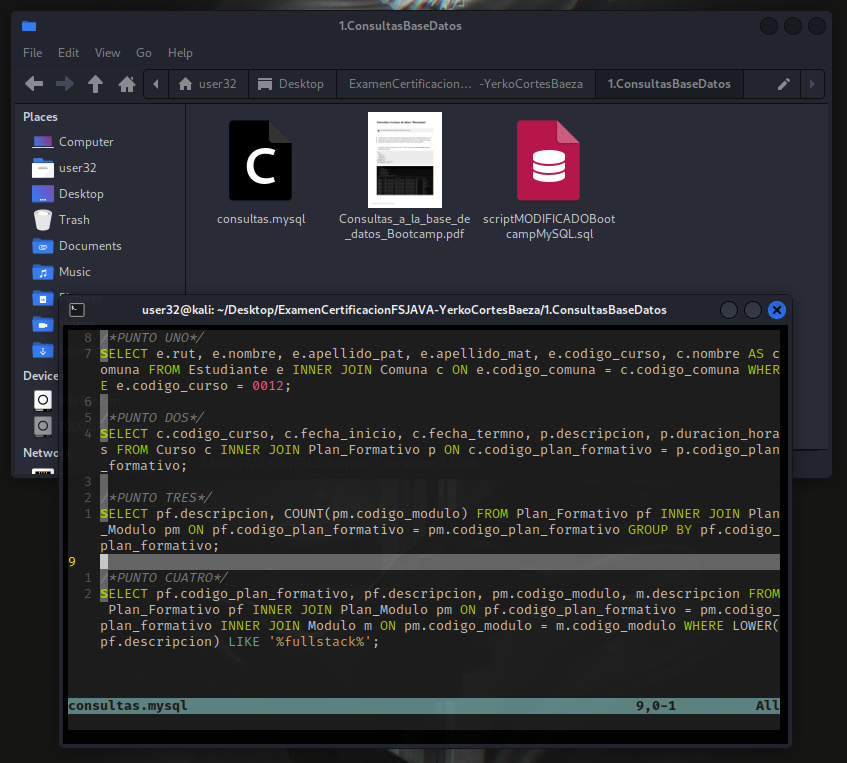 1.ConsultasBaseDatos
File Edit View Go Help
user32 Desktop ExamenCertificacion... -YerkoCortesBaeza 1.ConsultasBaseDatos
Places
Computer
user32
Desktop
Trash
Documents
Music
Device
Netwo
consultas.mysql
Consultas_a_la_base_de
_datos_Bootcamp.pdf
scriptMODIFICADOBoot
campMySQL.sql
user32@kali: ~/Desktop/ExamenCertificacionFSJAVA-YerkoCortesBaeza/1.ConsultasBaseDatos
8 /*PUNTO UNO*/
7 SELECT e.rut, e.nombre, e.apellido_pat, e.apellido_mat, e.codigo_curso, c.nombre AS c
omuna FROM Estudiante e INNER JOIN Comuna c ON e.codigo_comuna = c.codigo_comuna WHER
E e.codigo_curso = 0012;
6
5 /*PUNTO DOS*/
4 SELECT c.codigo_curso, c.fecha_inicio, c.fecha_termno, p.descripcion, p.duracion_hora
s FROM Curso c INNER JOIN Plan_Formativo p ON c.codigo_plan_formativo = p.codigo_plan
_formativo;
3
2 /*PUNTO TRES*/
1 SELECT pf.descripcion, COUNT(pm.codigo_modulo) FROM Plan_Formativo pf INNER JOIN Plan
_Modulo pm ON pf.codigo_plan_formativo = pm.codigo_plan_formativo GROUP BY pf.codigo_
plan_formativo;
9
1 /*PUNTO CUATRO*/
2 SELECT pf.codigo_plan_formativo, pf.descripcion, pm.codigo_modulo, m.descripcion FROM
Plan_Formativo pf INNER JOIN Plan_Modulo pm ON pf.codigo_plan_formativo = pm.codigo_
plan_formativo INNER JOIN Modulo m ON pm.codigo_modulo = m.codigo_modulo WHERE LOWER(
pf.descripcion) LIKE '%fullstack%';
consultas.mysql 9,0-1 All